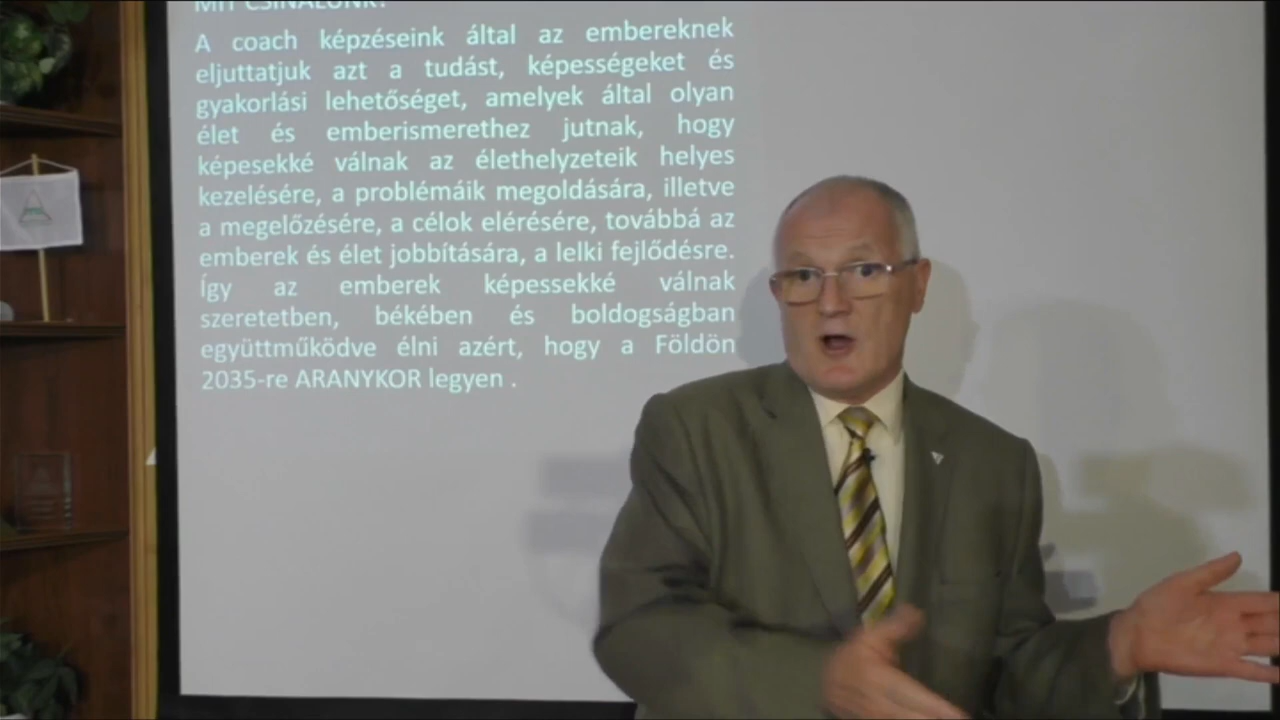 MIT CSINÁLUNK?
A coach képzéseink által az embereknek
eljuttatjuk azt a tudást, képességeket és
gyakorlási lehetőséget, amelyek által olyan
élet és emberismerethez jutnak, hogy
képesekké válnak az élethelyzeteik helyes
kezelésére, a problémáik megoldására, illetve
a megelőzésére, a célok elérésére, továbbá az
emberek és élet jobbítására, a lelki fejlődésre.
Így az emberek képessekké válnak
szeretetben, békében és boldogságban
együttműködve élni azért, hogy a Földön
2035-re ARANYKOR legyen .